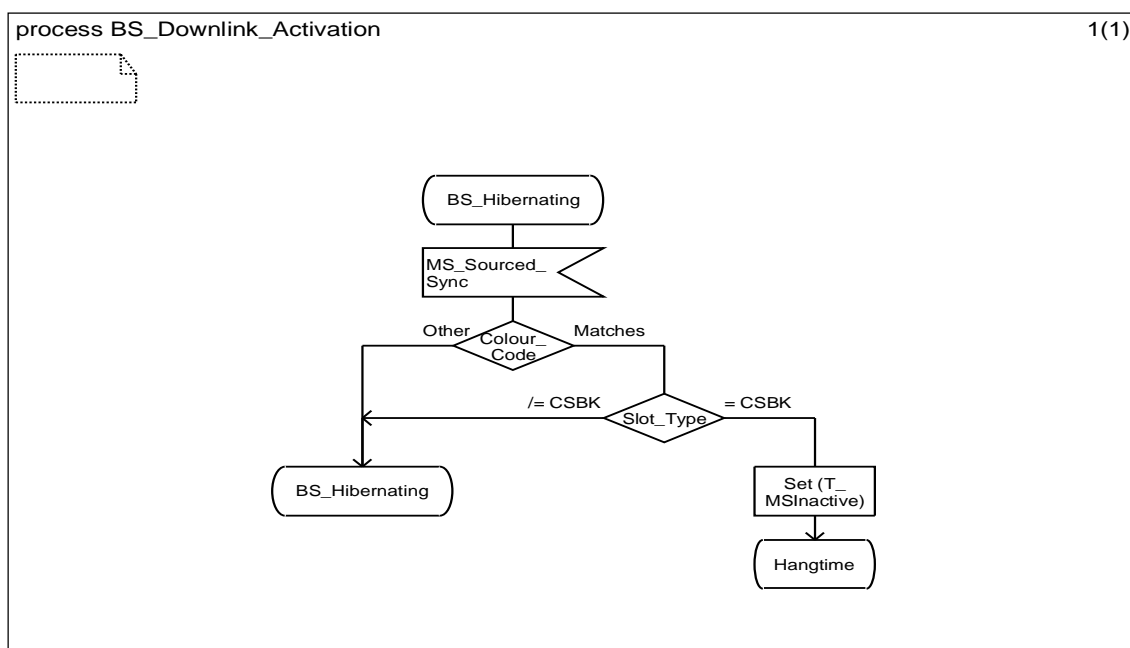 process BS_Downlink_Activation
1(1)
BS_Hibernating
MS_Sourced_
Sync
Other
Colour_
Code
Matches
/= CSBK
Slot_Type
= CSBK
BS_Hibernating
Set (T_
MSInactive)
Hangtime